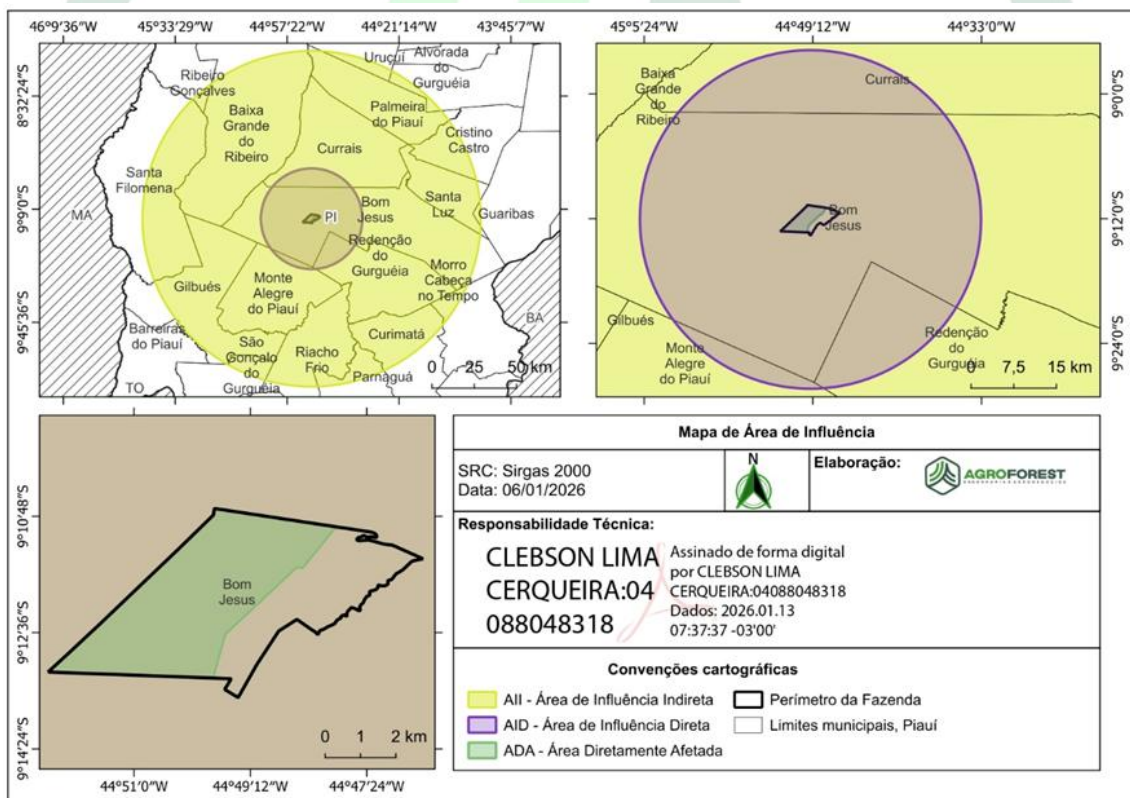 46°9'36"W
45°33'29"W
44°57'22"W
44°21'14"W
43°45'7"W
8°32'24"S
9°9'0"S
9°45'36"S
Ribeiro
Gonçalves
Uruçuí
Alvorada
do
Gurguéia
Baixa
Grande
do
Ribeiro
Palmeira
do Piauí
Cristino
Castro
Currais
Santa
Filomena
MA
Bom
Jesus
PI
Santa
Luz
Guaribas
Redenção
do
Gurguéia
Gilbués
Monte
Alegre
do Piauí
Morro
Cabeça
no Tempo
BA
Barreiras
do Piauí
São
Gonçalo
do
Gurguéia
Riacho
Frio
Curimatá
Parnaguá
TO
0 25 50 km
45°5'24"W
44°49'12"W
44°33'0"W
9°0'0"S
9°12'0"S
9°24'0"S
Baixa
Grande
do
Ribeiro
Currais
Bom
Jesus
Gilbués
Monte
Alegre
do Piauí
Redenção
do
Gurguéia
0 7,5 15 km
9°10'48"S
9°12'36"S
9°14'24"S
Bom
Jesus
0 1 2 km
44°51'0"W
44°49'12"W
44°47'24"W
Mapa de Área de Influência
SRC: Sirgas 2000
Data: 06/01/2026
N
Elaboração:
AGROFOREST
Responsabilidade Técnica:
CLEBSON LIMA
CERQUEIRA:04
088048318
Assinado de forma digital
por CLEBSON LIMA
CERQUEIRA:04088048318
Dados: 2026.01.13
07:37:37 -03'00'
Convenções cartográficas
AII - Área de Influência Indireta
AID - Área de Influência Direta
ADA - Área Diretamente Afetada
Perímetro da Fazenda
Limites municipais, Piauí